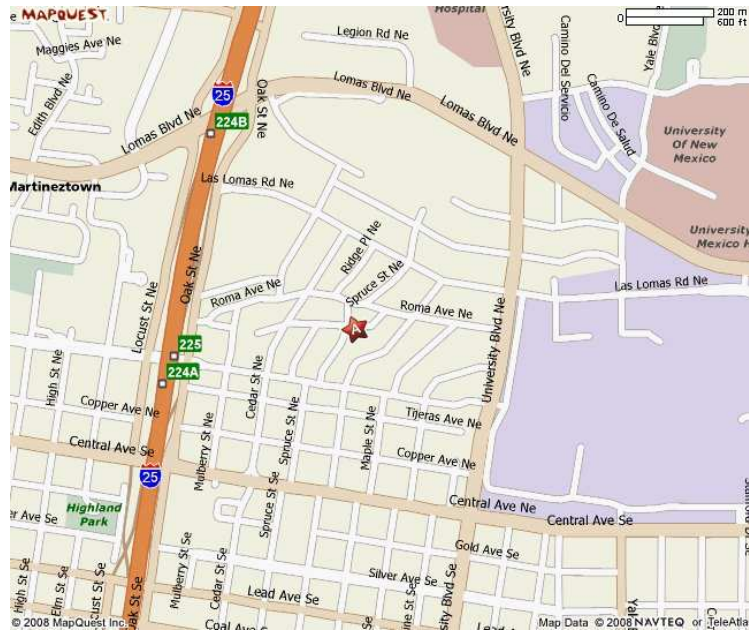 MAPQUEST.
Maggies Ave Ne
Edith Blvd Ne
Lomas Blvd Ne
Martineztown
25
224B
Oak St Ne
Legion Rd Ne
Hospital
University Blvd Ne
Lomas Blvd Ne
Lomas Blvd Ne
Camino Del Servicio
Camino De Salud
0
200 m
600 ft
University
Of New
Mexico
University
Las Lomas Rd Ne
Ridge Pl Ne
Spruce St Ne
Roma Ave Ne
Roma Ave Ne
Las Lomas Rd Ne
Oak St Ne
Locust St Ne
A
225
224A
High St Ne
Copper Ave Ne
Central Ave Se
25
Highland
Park
Mulberry St Ne
Cedar St Ne
Spruce St Ne
Maple St Ne
Tijeras Ave Ne
Copper Ave Ne
University Blvd Ne
Central Ave Ne
Central Ave Se
Gold Ave Se
Silver Ave Se
Lead Ave Se
Coal Ave Se
Spruce St Se
Cedar St Se
Mulberry St Se
High St Se
Elm St Se
© 2008 MapQuest Inc.
Map Data © 2008 NAVTEQ or TeleAtlas